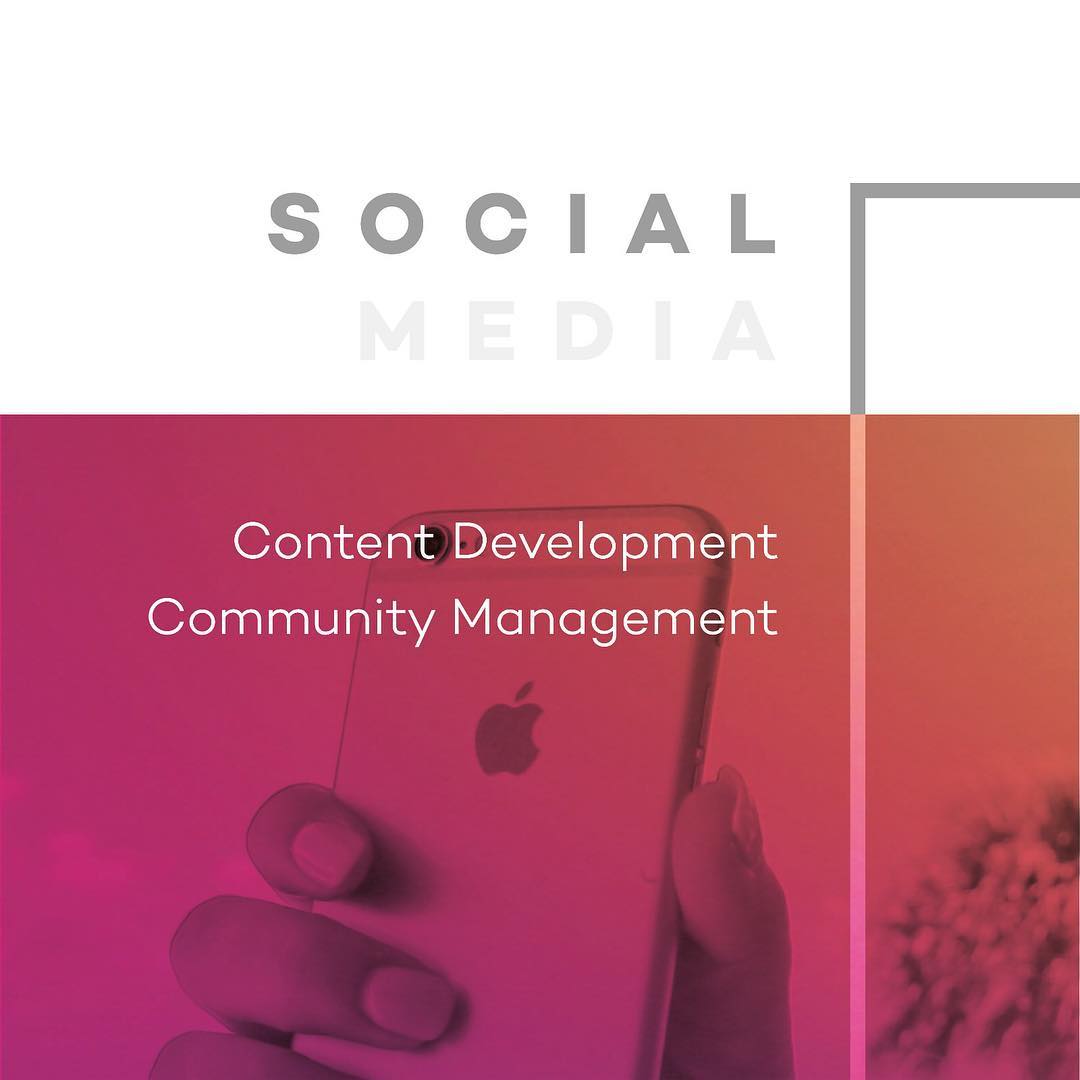 SOCIAL
MEDIA
Content Development
Community Management